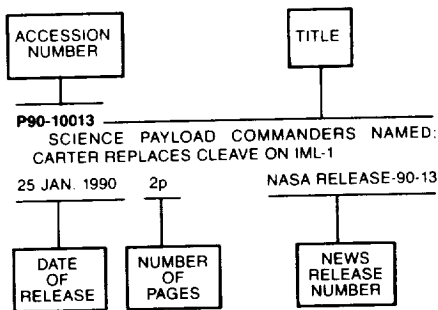 ACCESSION
NUMBER
TITLE
P90-10013
SCIENCE PAYLOAD COMMANDERS NAMED:
CARTER REPLACES CLEAVE ON IML-1
25 JAN. 1990 2p NASA RELEASE-90-13
DATE
OF
RELEASE
NUMBER
OF
PAGES
NEWS
RELEASE
NUMBER